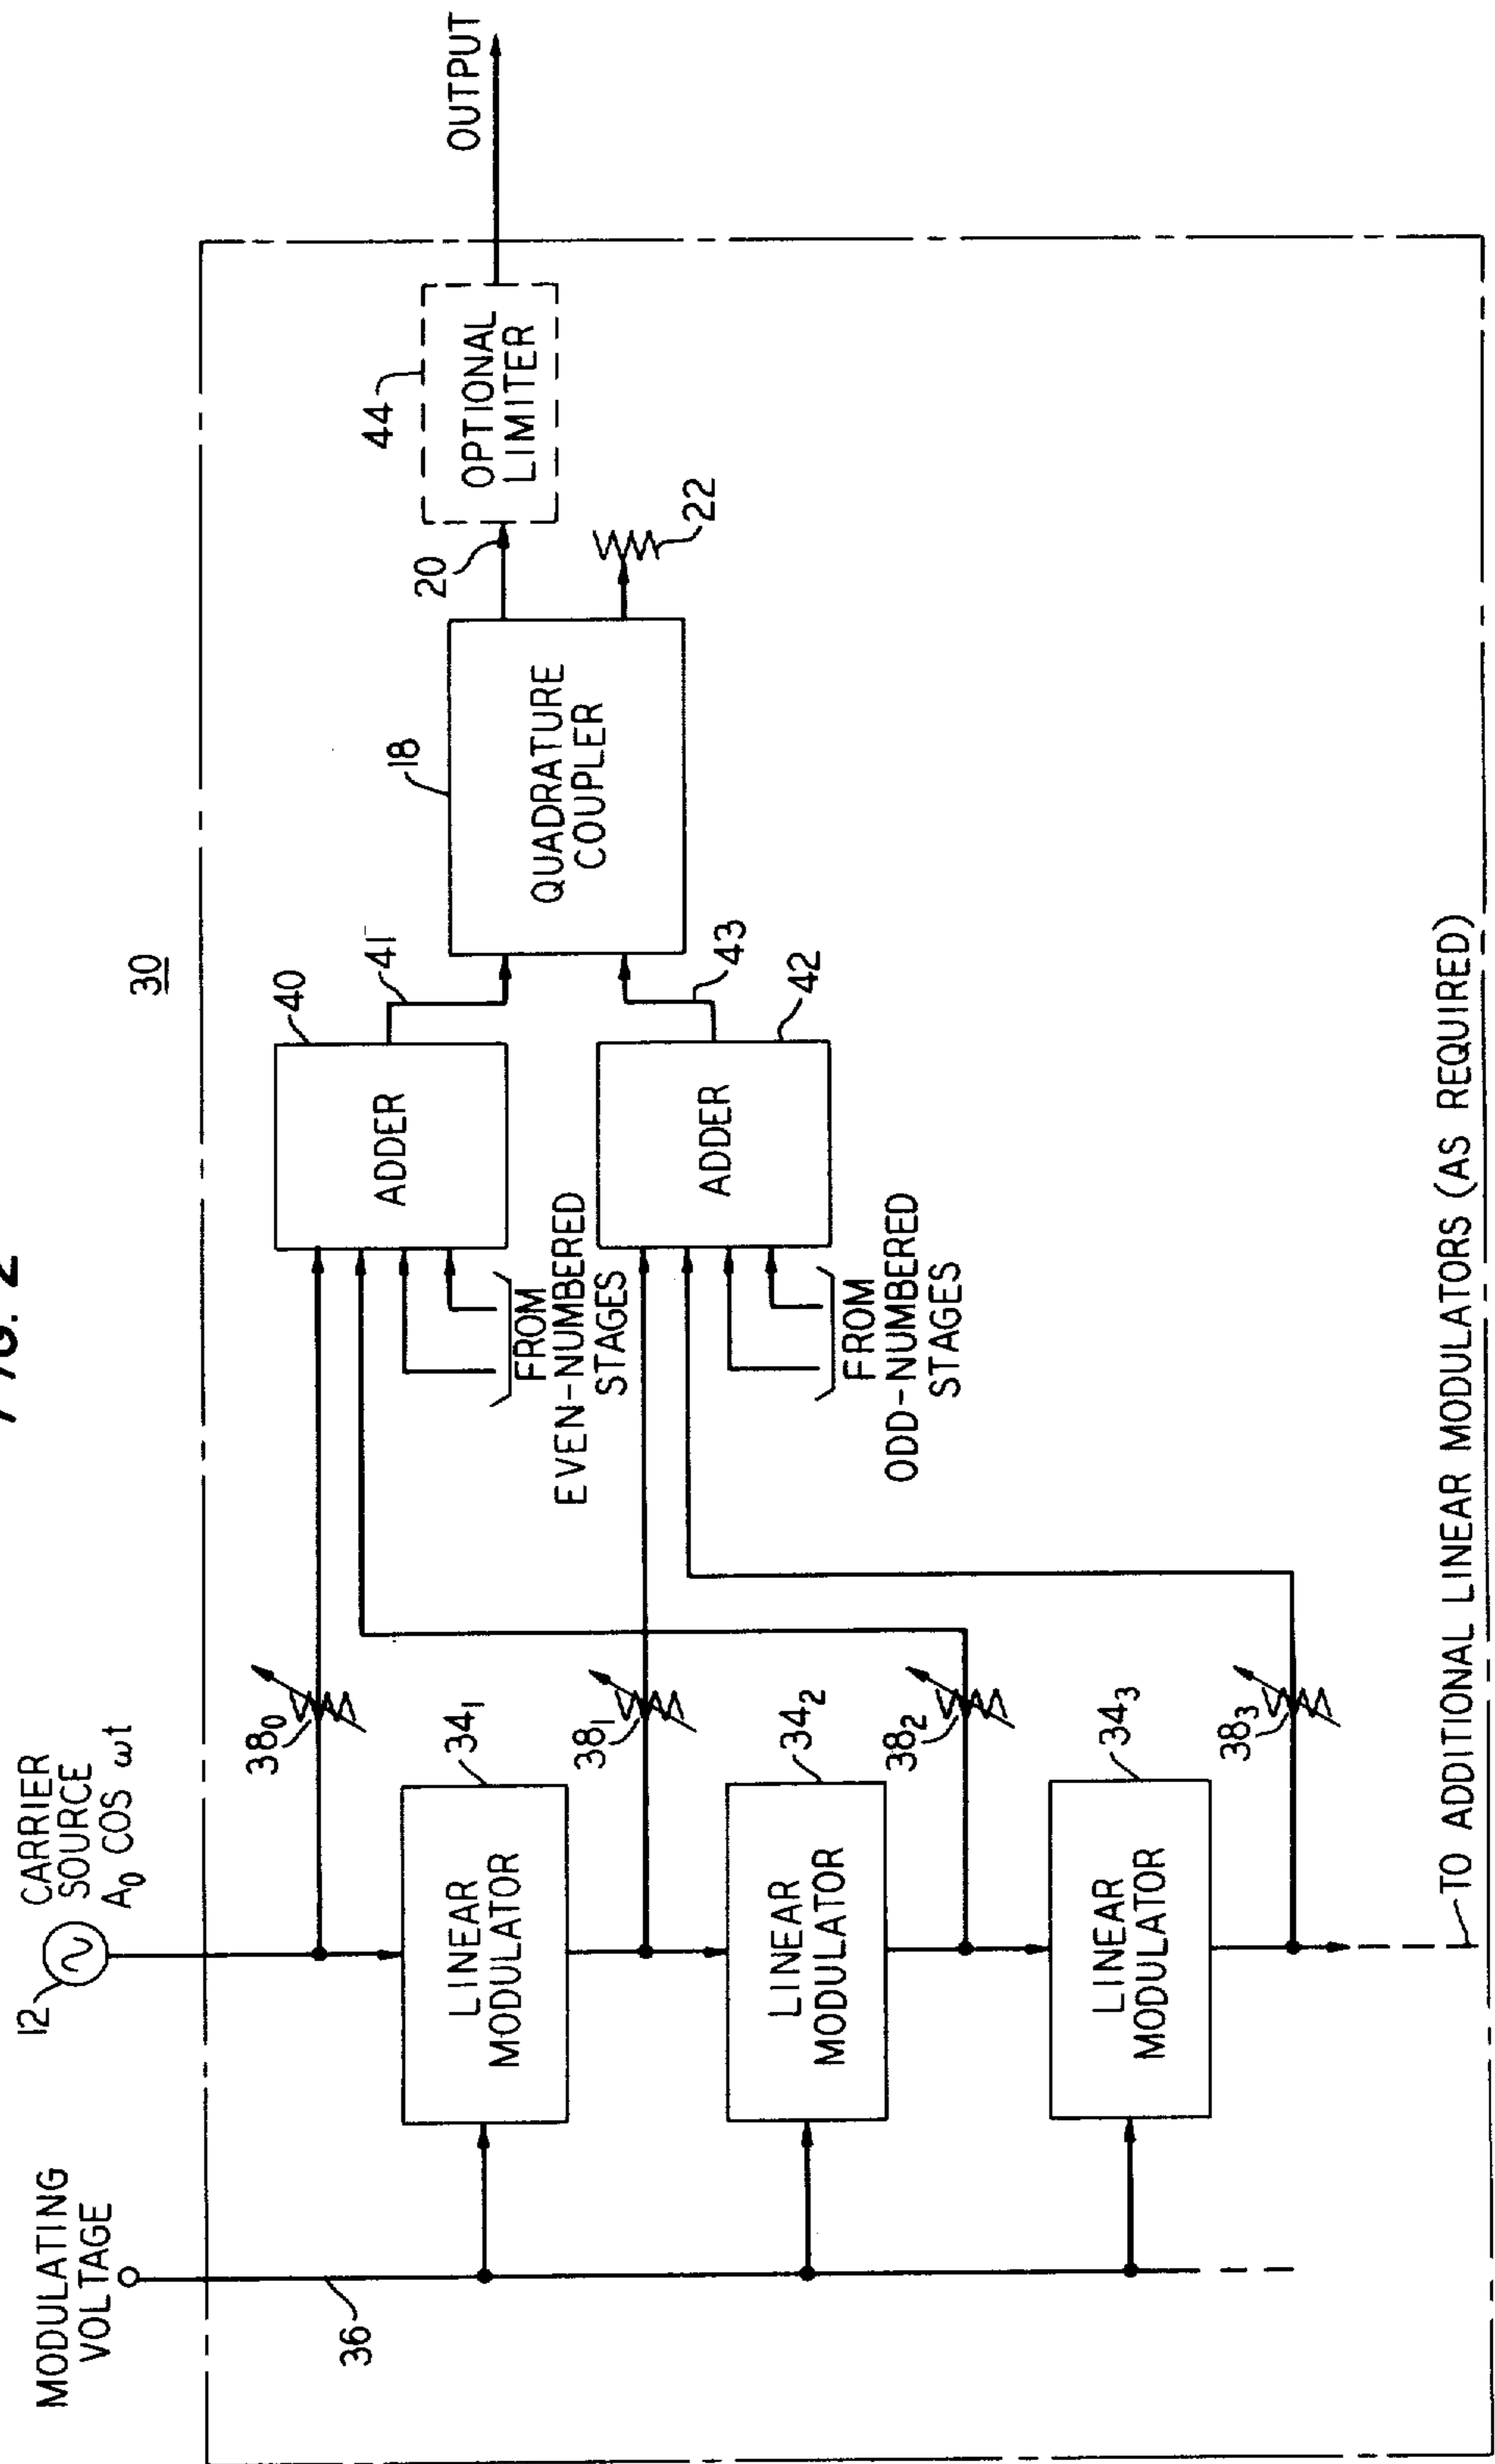 FIG. 2
30
MODULATING
VOLTAGE
36
12
CARRIER
SOURCE
A₀ COS ωt
38₀
34₁
LINEAR
MODULATOR
38₁
34₂
LINEAR
MODULATOR
38₂
34₃
LINEAR
MODULATOR
38₃
TO ADDITIONAL LINEAR MODULATORS (AS REQUIRED)
40
ADDER
41
FROM
EVEN-NUMBERED
STAGES
42
ADDER
43
FROM
ODD-NUMBERED
STAGES
18
QUADRATURE
COUPLER
20
22
44
OPTIONAL
LIMITER
OUTPUT